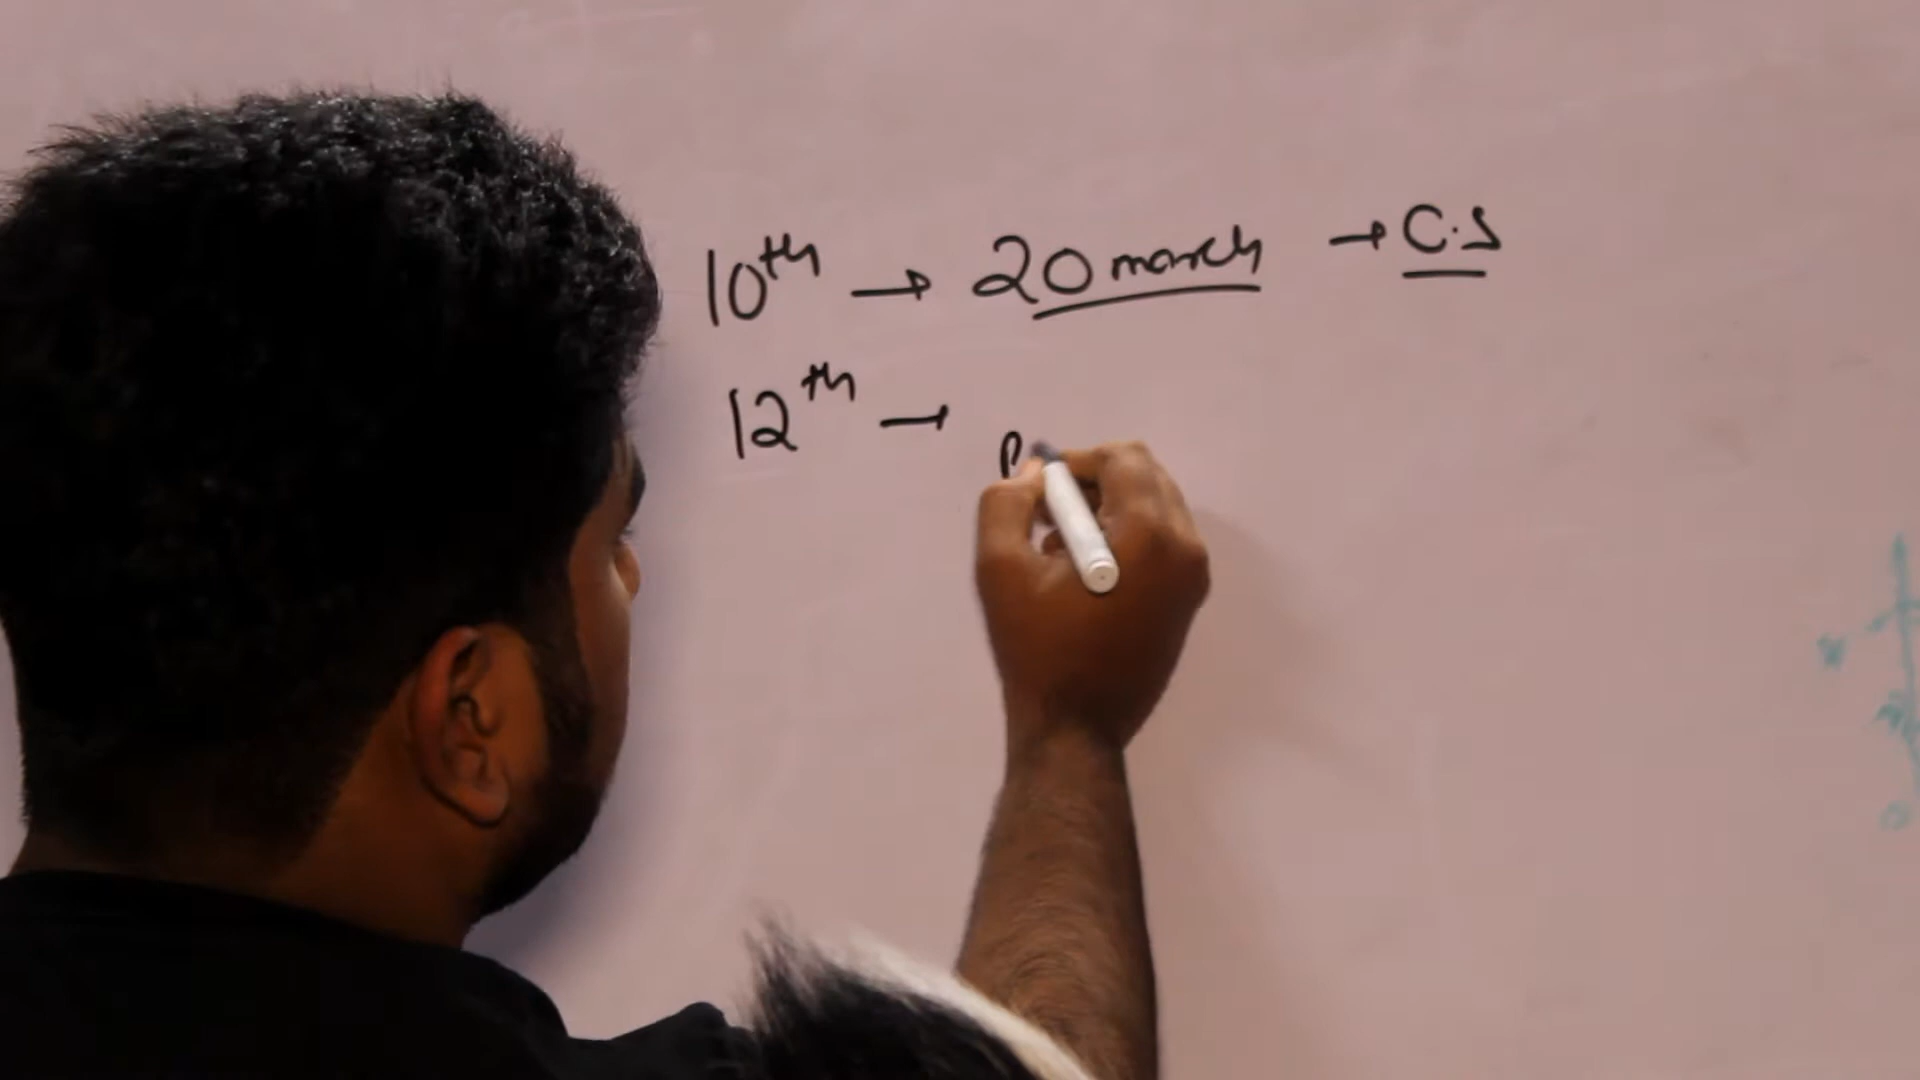 10th → 20 march → C.S
12th →